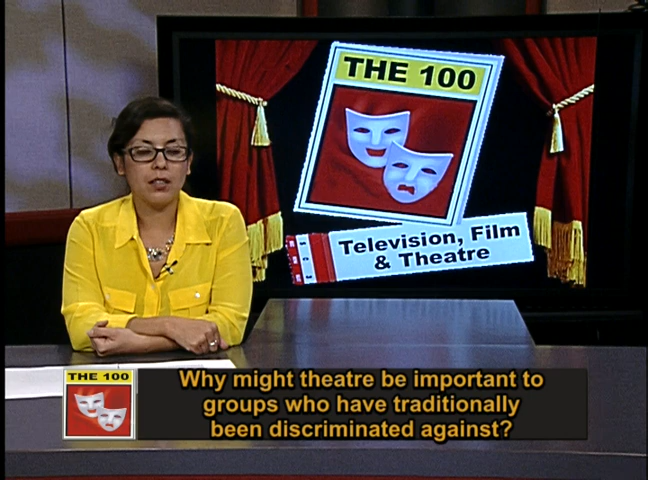 THE 100
Television, Film
& Theatre
THE 100
Why might theatre be important to
groups who have traditionally
been discriminated against?